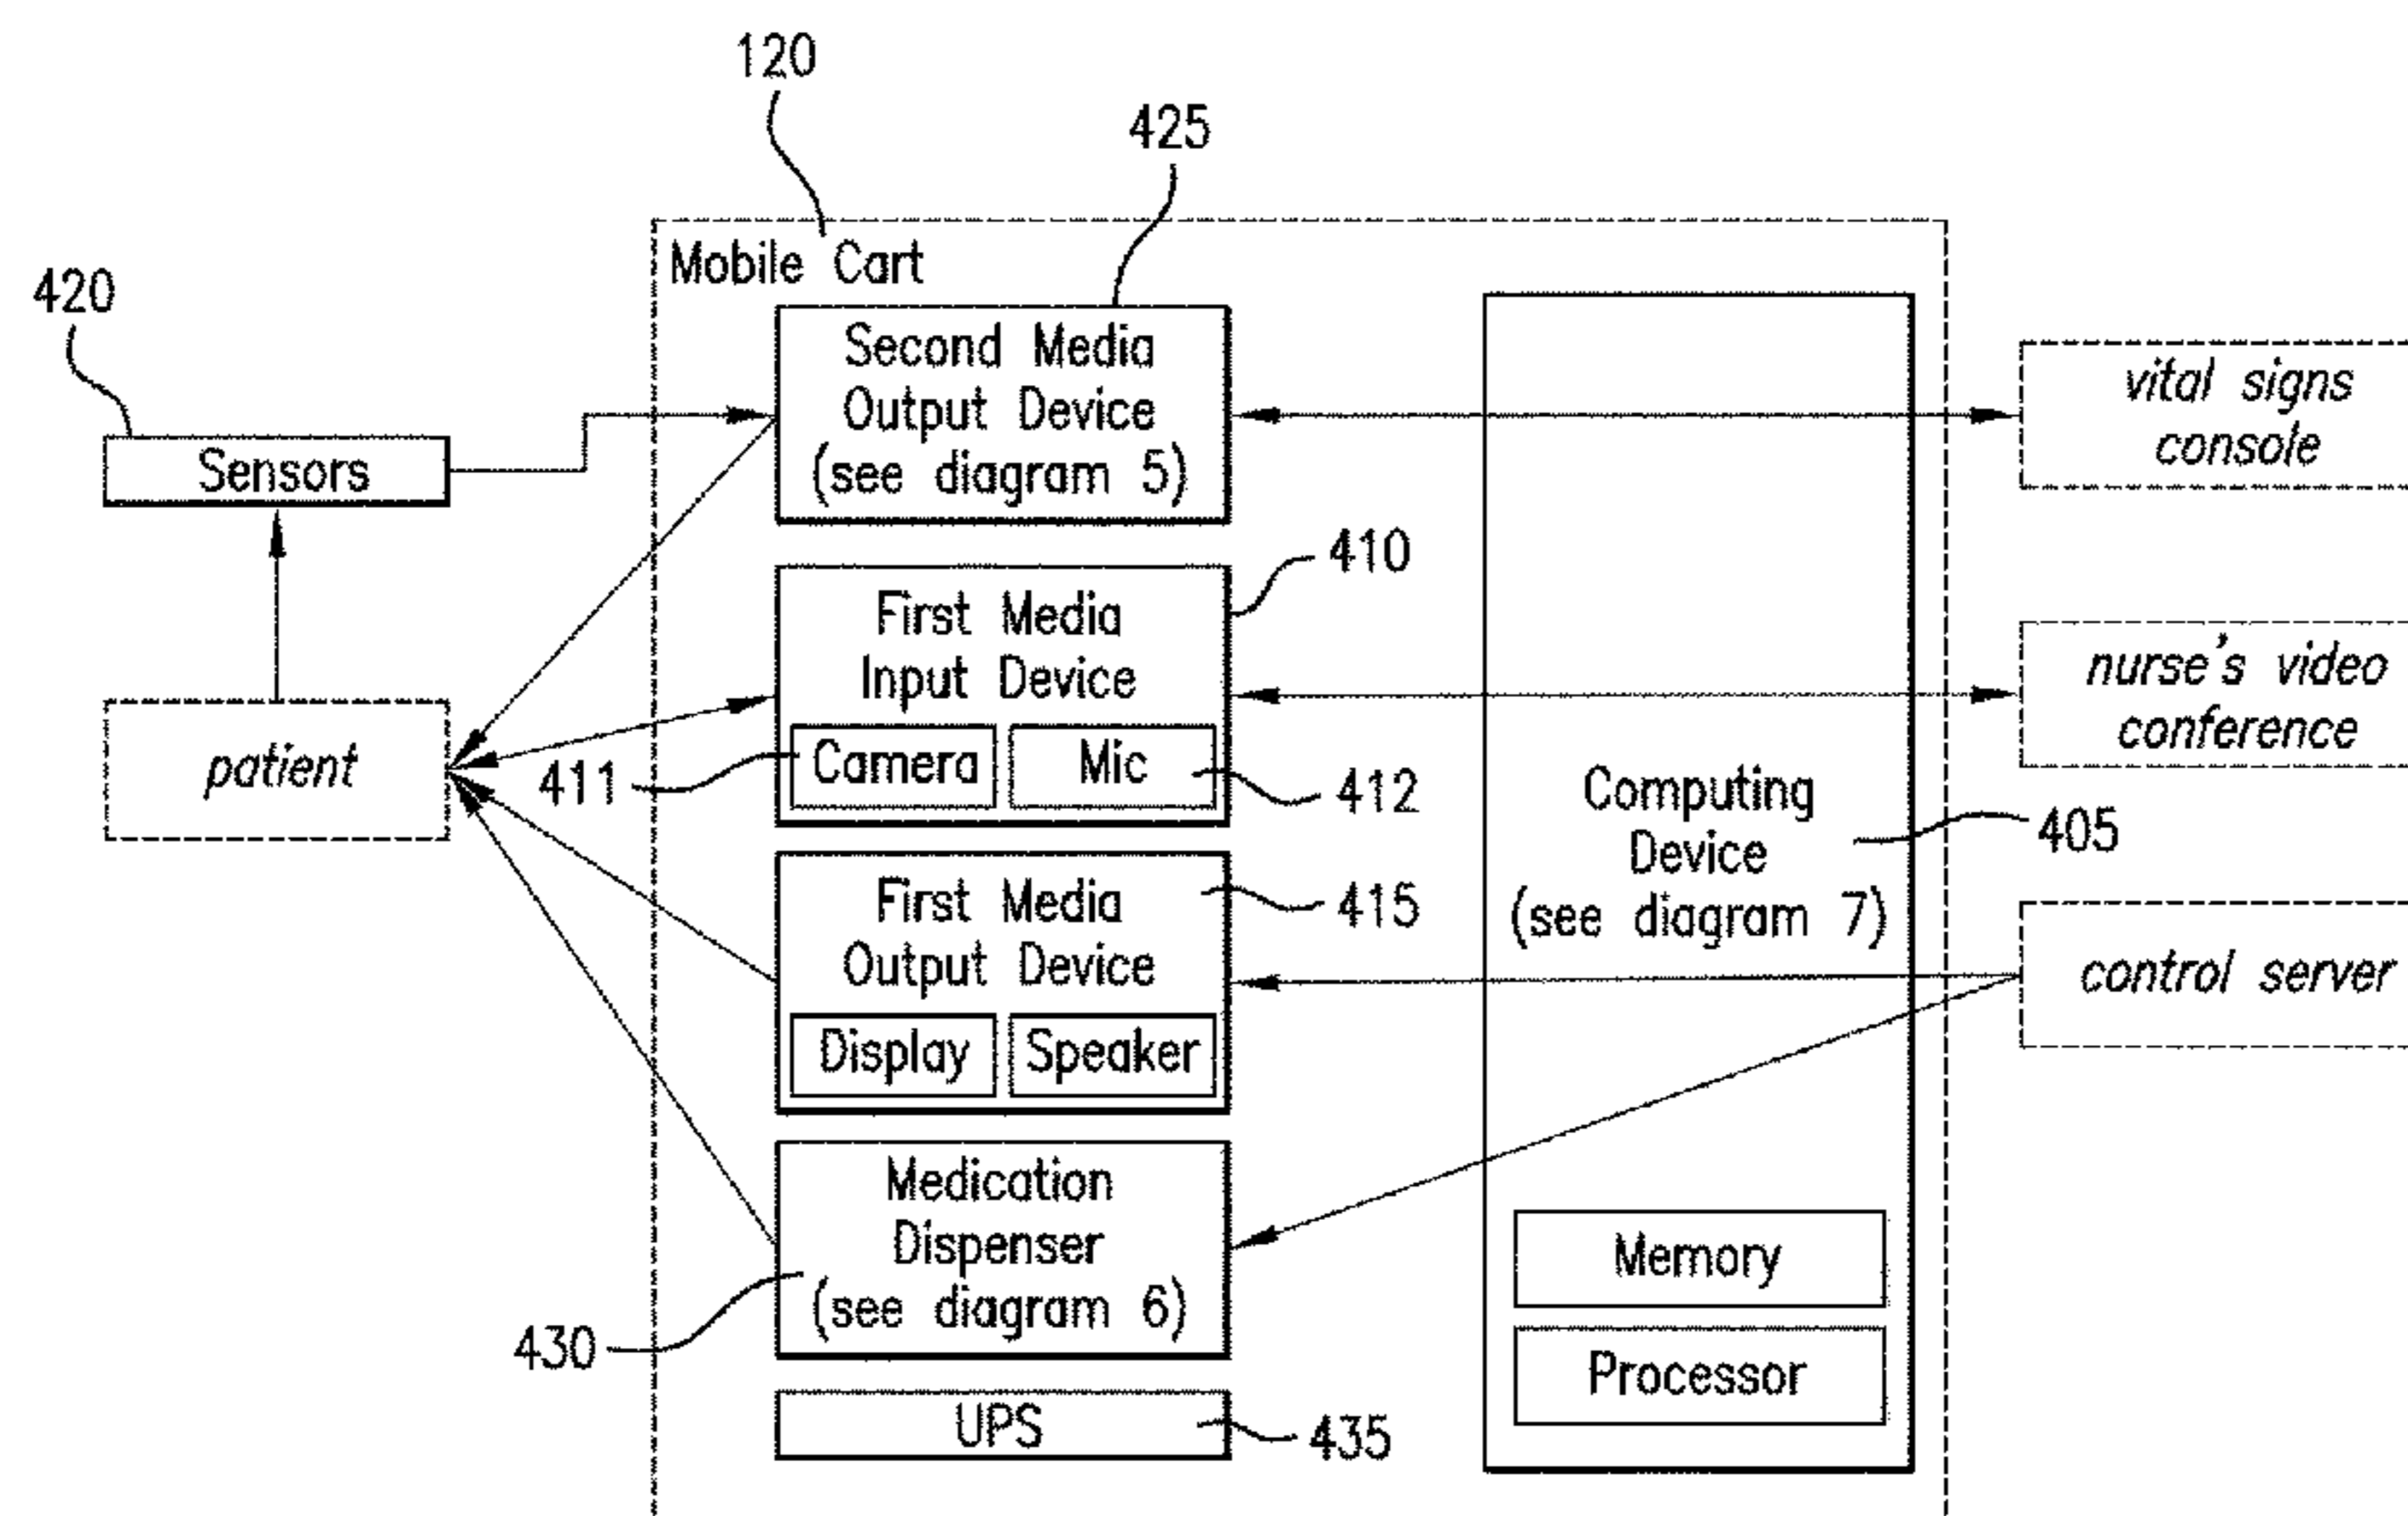 120
425
Mobile Cart
420
Second Media
Output Device
(see diagram 5)
vital signs
console
Sensors
410
First Media
Input Device
nurse's video
conference
patient
411
Camera
Mic
412
Computing
Device
(see diagram 7)
405
First Media
Output Device
415
control server
Display
Speaker
Medication
Dispenser
(see diagram 6)
430
Memory
Processor
UPS
435